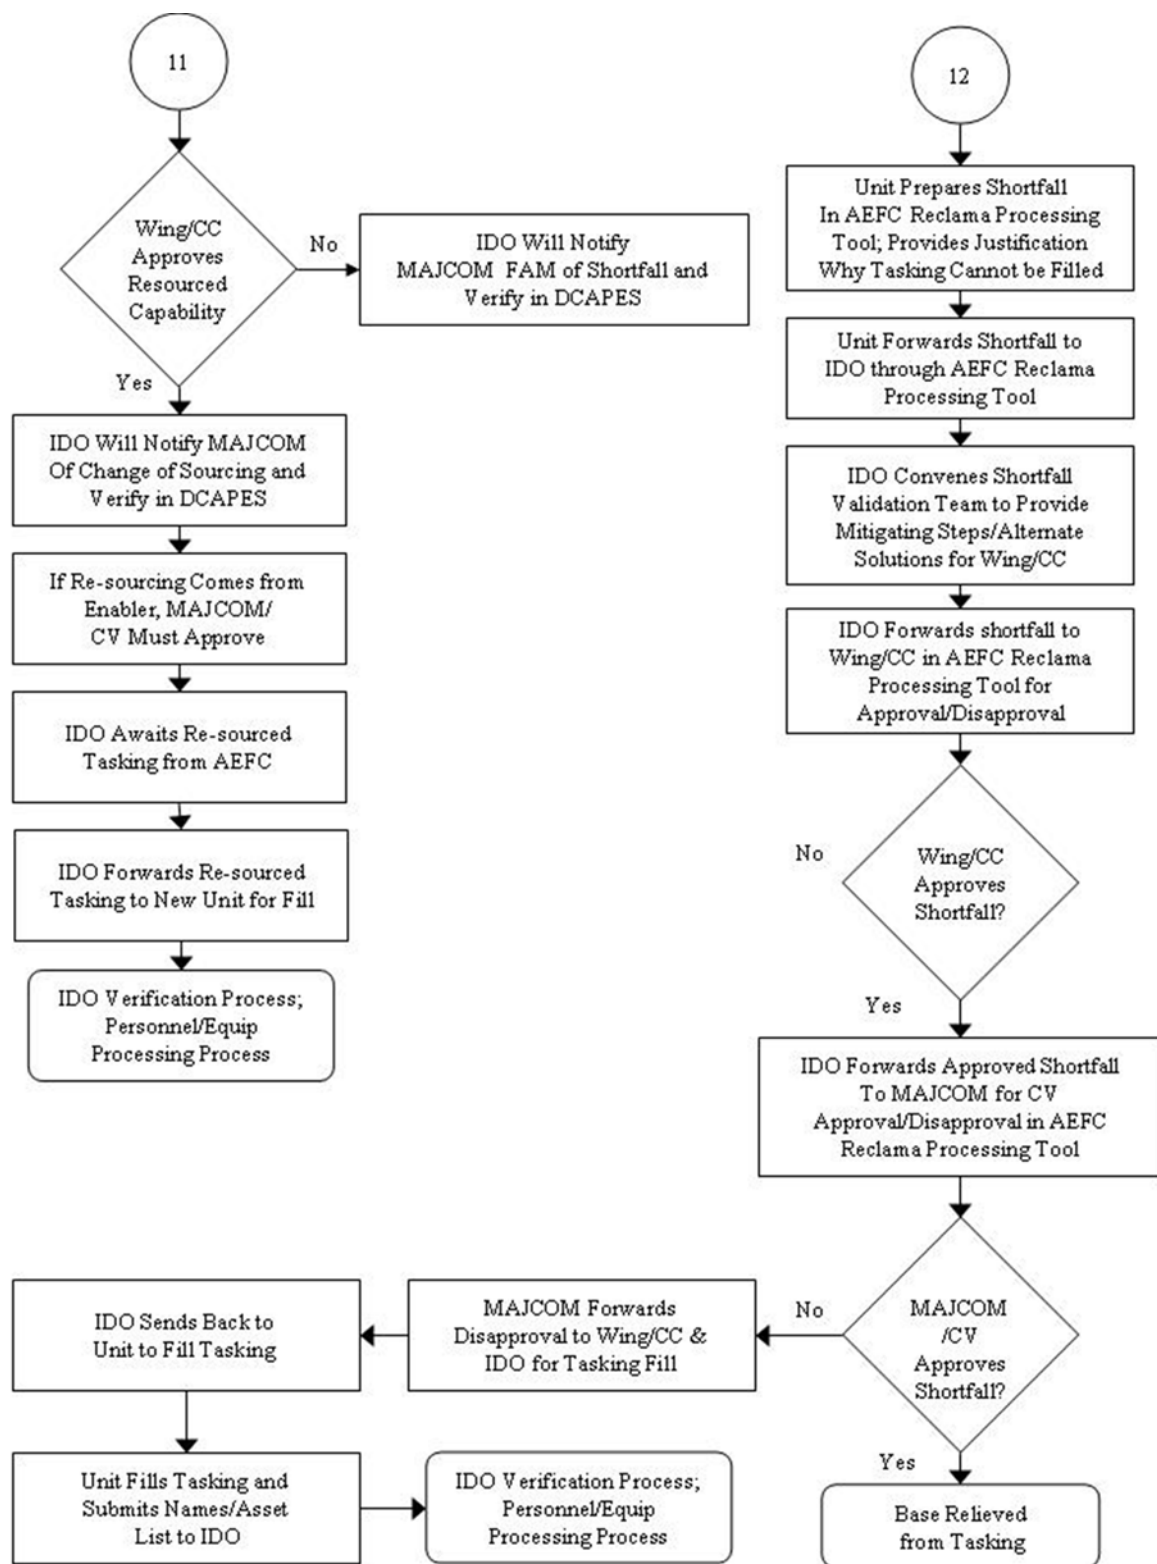 11
Wing/CC
Approves
Resourced
Capability
No
IDO Will Notify
MAJCOM FAM of Shortfall and
Verify in DCAPES
Yes
IDO Will Notify MAJCOM
Of Change of Sourcing and
Verify in DCAPES
If Re-sourcing Comes from
Enabler, MAJCOM/
CV Must Approve
IDO Awaits Re-sourced
Tasking from AEFC
IDO Forwards Re-sourced
Tasking to New Unit for Fill
IDO Verification Process;
Personnel/Equip
Processing Process
12
Unit Prepares Shortfall
In AEFC Reclama Processing
Tool; Provides Justification
Why Tasking Cannot be Filled
Unit Forwards Shortfall to
IDO through AEFC Reclama
Processing Tool
IDO Convenes Shortfall
Validation Team to Provide
Mitigating Steps/Alternate
Solutions for Wing/CC
IDO Forwards shortfall to
Wing/CC in AEFC Reclama
Processing Tool for
Approval/Disapproval
No
Wing/CC
Approves
Shortfall?
Yes
IDO Forwards Approved Shortfall
To MAJCOM for CV
Approval/Disapproval in AEFC
Reclama Processing Tool
MAJCOM
/CV
Approves
Shortfall?
No
MAJCOM Forwards
Disapproval to Wing/CC &
IDO for Tasking Fill
IDO Sends Back to
Unit to Fill Tasking
Unit Fills Tasking and
Submits Names/Asset
List to IDO
IDO Verification Process;
Personnel/Equip
Processing Process
Yes
Base Relieved
from Tasking